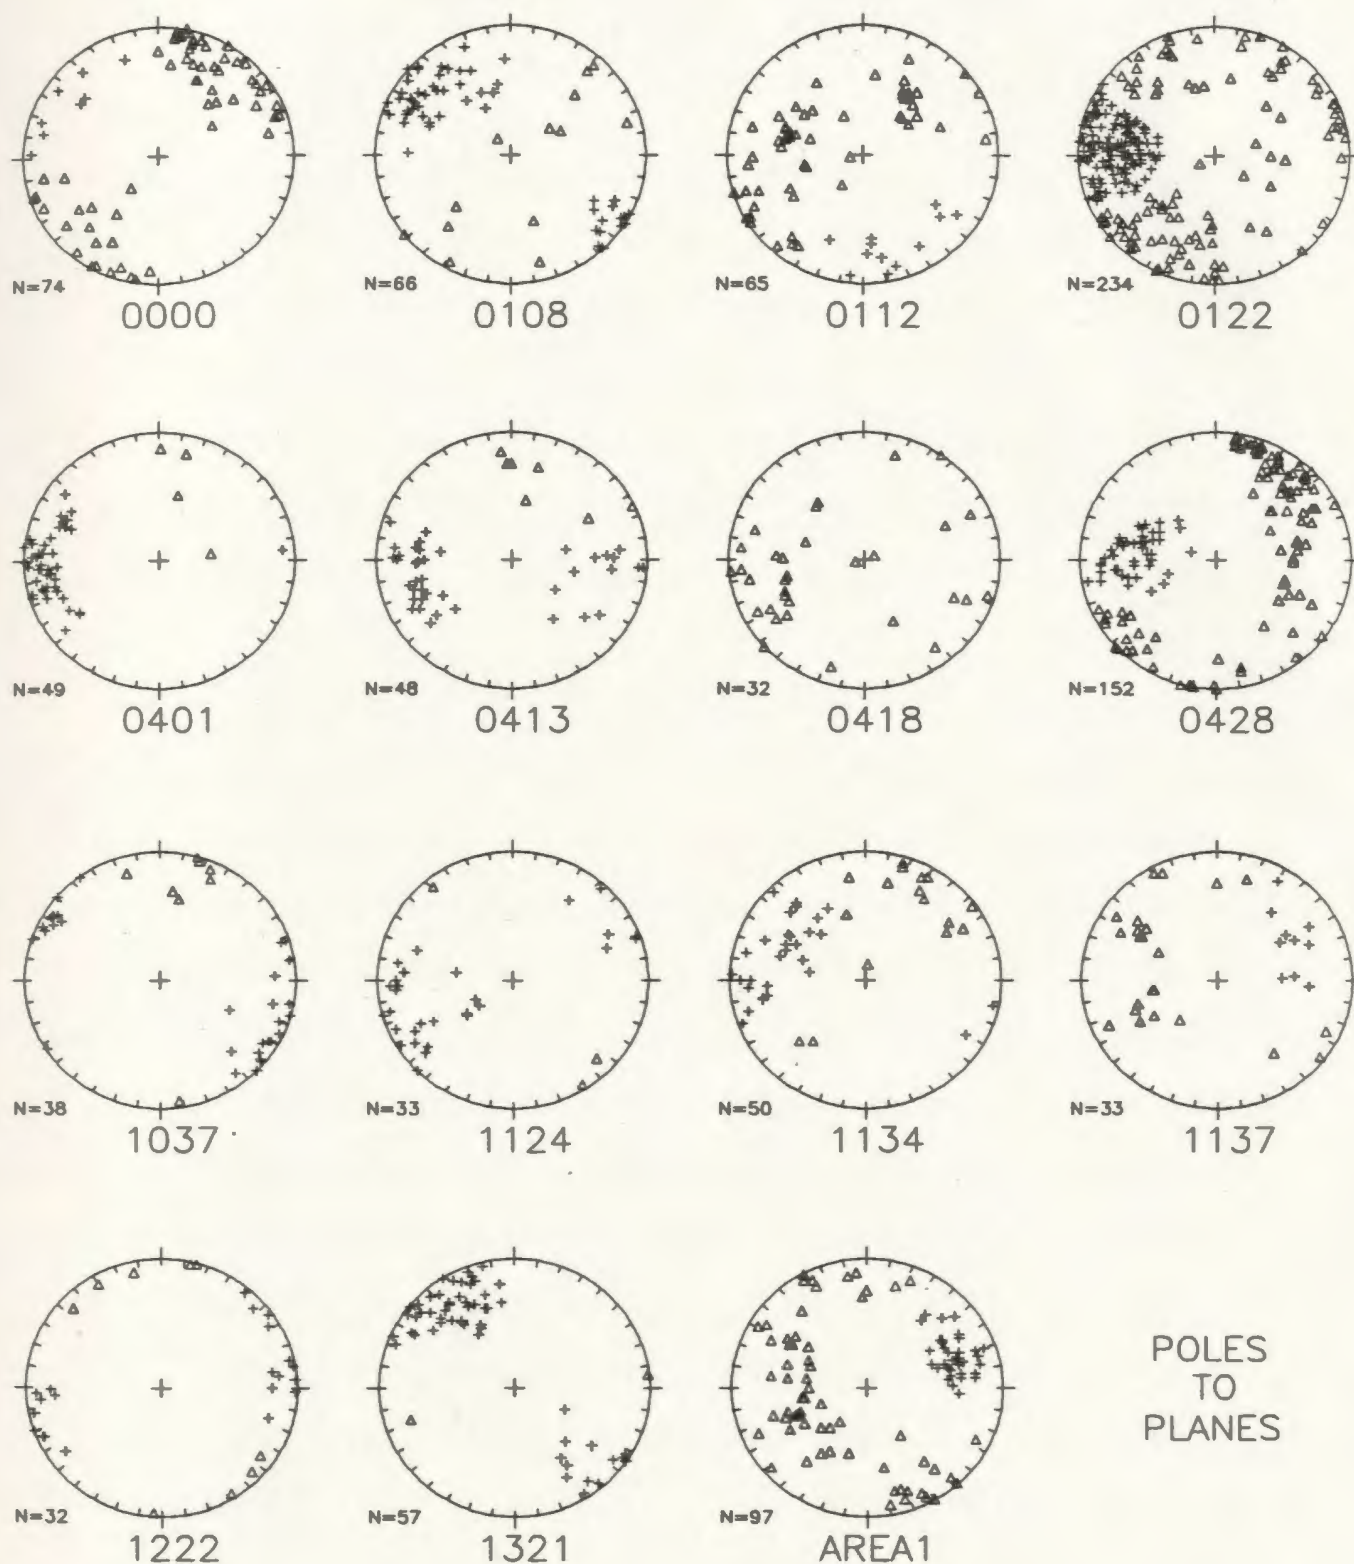 N=74
0000
N=66
0108
N=65
0112
N=234
0122
N=49
0401
N=48
0413
N=32
0418
N=152
0428
N=38
1037
N=33
1124
N=50
1134
N=33
1137
N=32
1222
N=57
1321
N=97
AREA1
POLES
TO
PLANES